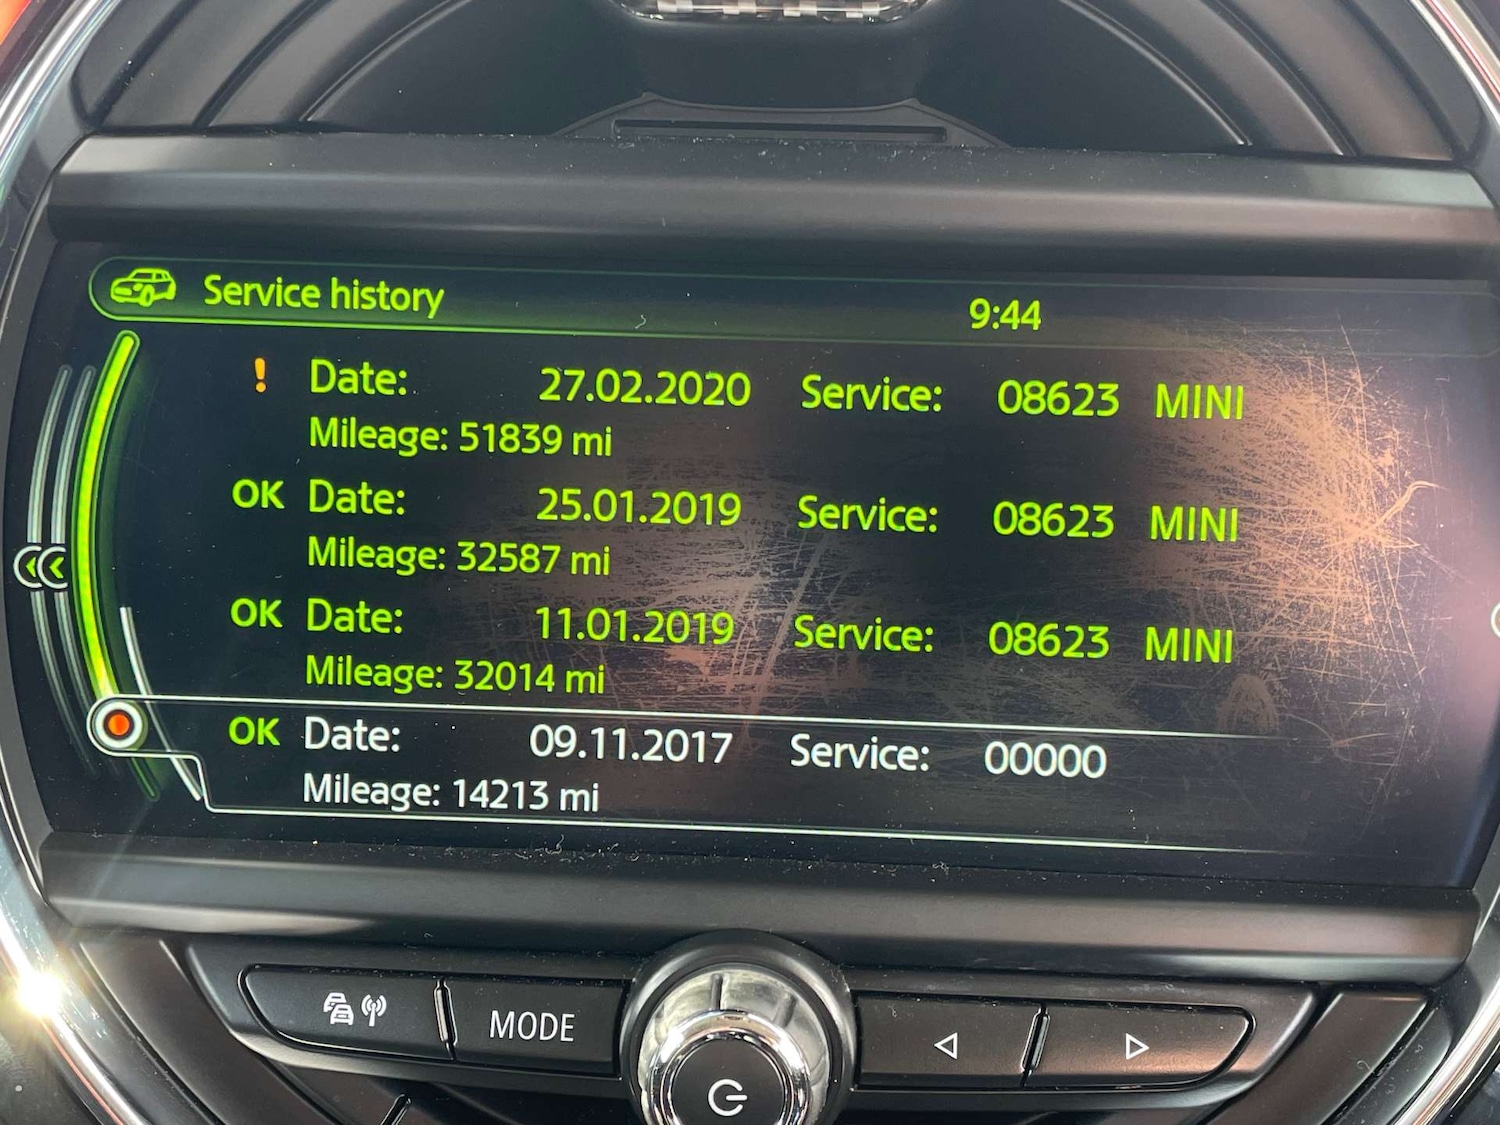 Service history 9:44
! Date: 27.02.2020 Service: 08623 MINI
Mileage: 51839 mi
OK Date: 25.01.2019 Service: 08623 MINI
Mileage: 32587 mi
OK Date: 11.01.2019 Service: 08623 MINI
Mileage: 32014 mi
OK Date: 09.11.2017 Service: 00000
Mileage: 14213 mi
MODE